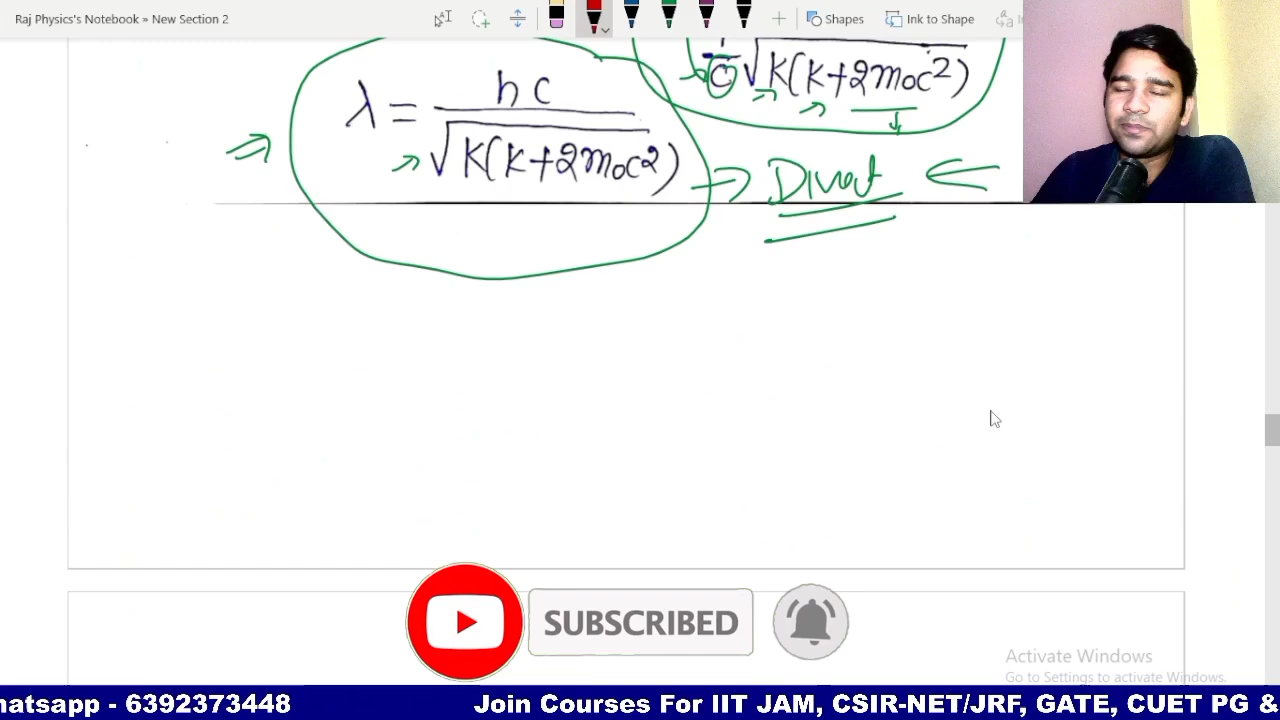 Raj Physics's Notebook » New Section 2
Shapes
Ink to Shape
√K(K+2m₀c²)
λ = hc
√K(K+2m₀c²)
Direct
SUBSCRIBED
Activate Windows
Go to Settings to activate Windows.
hatsapp - 6392373448
Join Courses For IIT JAM, CSIR-NET/JRF, GATE, CUET PG &